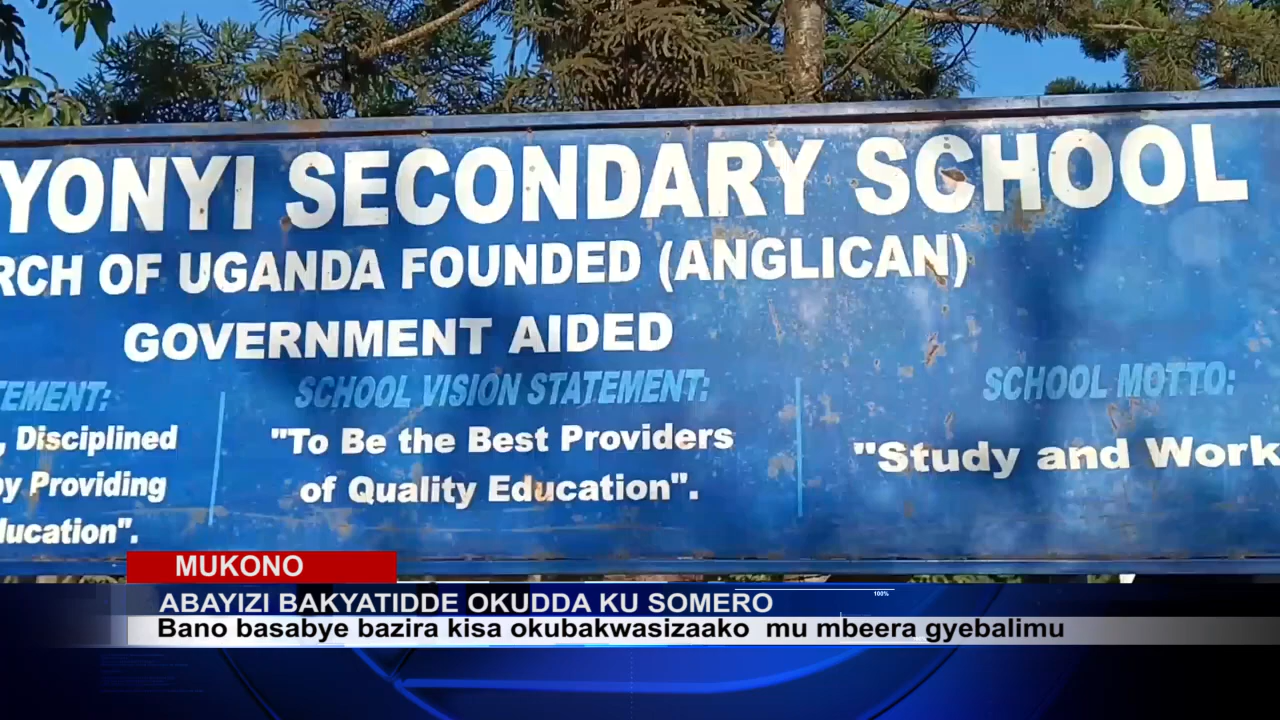 YONYI SECONDARY SCHOOL
RCH OF UGANDA FOUNDED (ANGLICAN)
GOVERNMENT AIDED
TEMENT:
, Disciplined
by Providing
ducation".
SCHOOL VISION STATEMENT:
"To Be the Best Providers
of Quality Education".
SCHOOL MOTTO:
"Study and Work
MUKONO
100%
ABAYIZI BAKYATIDDE OKUDDA KU SOMERO
Bano basabye bazira kisa okubakwasizaako mu mbeera gyebalimu